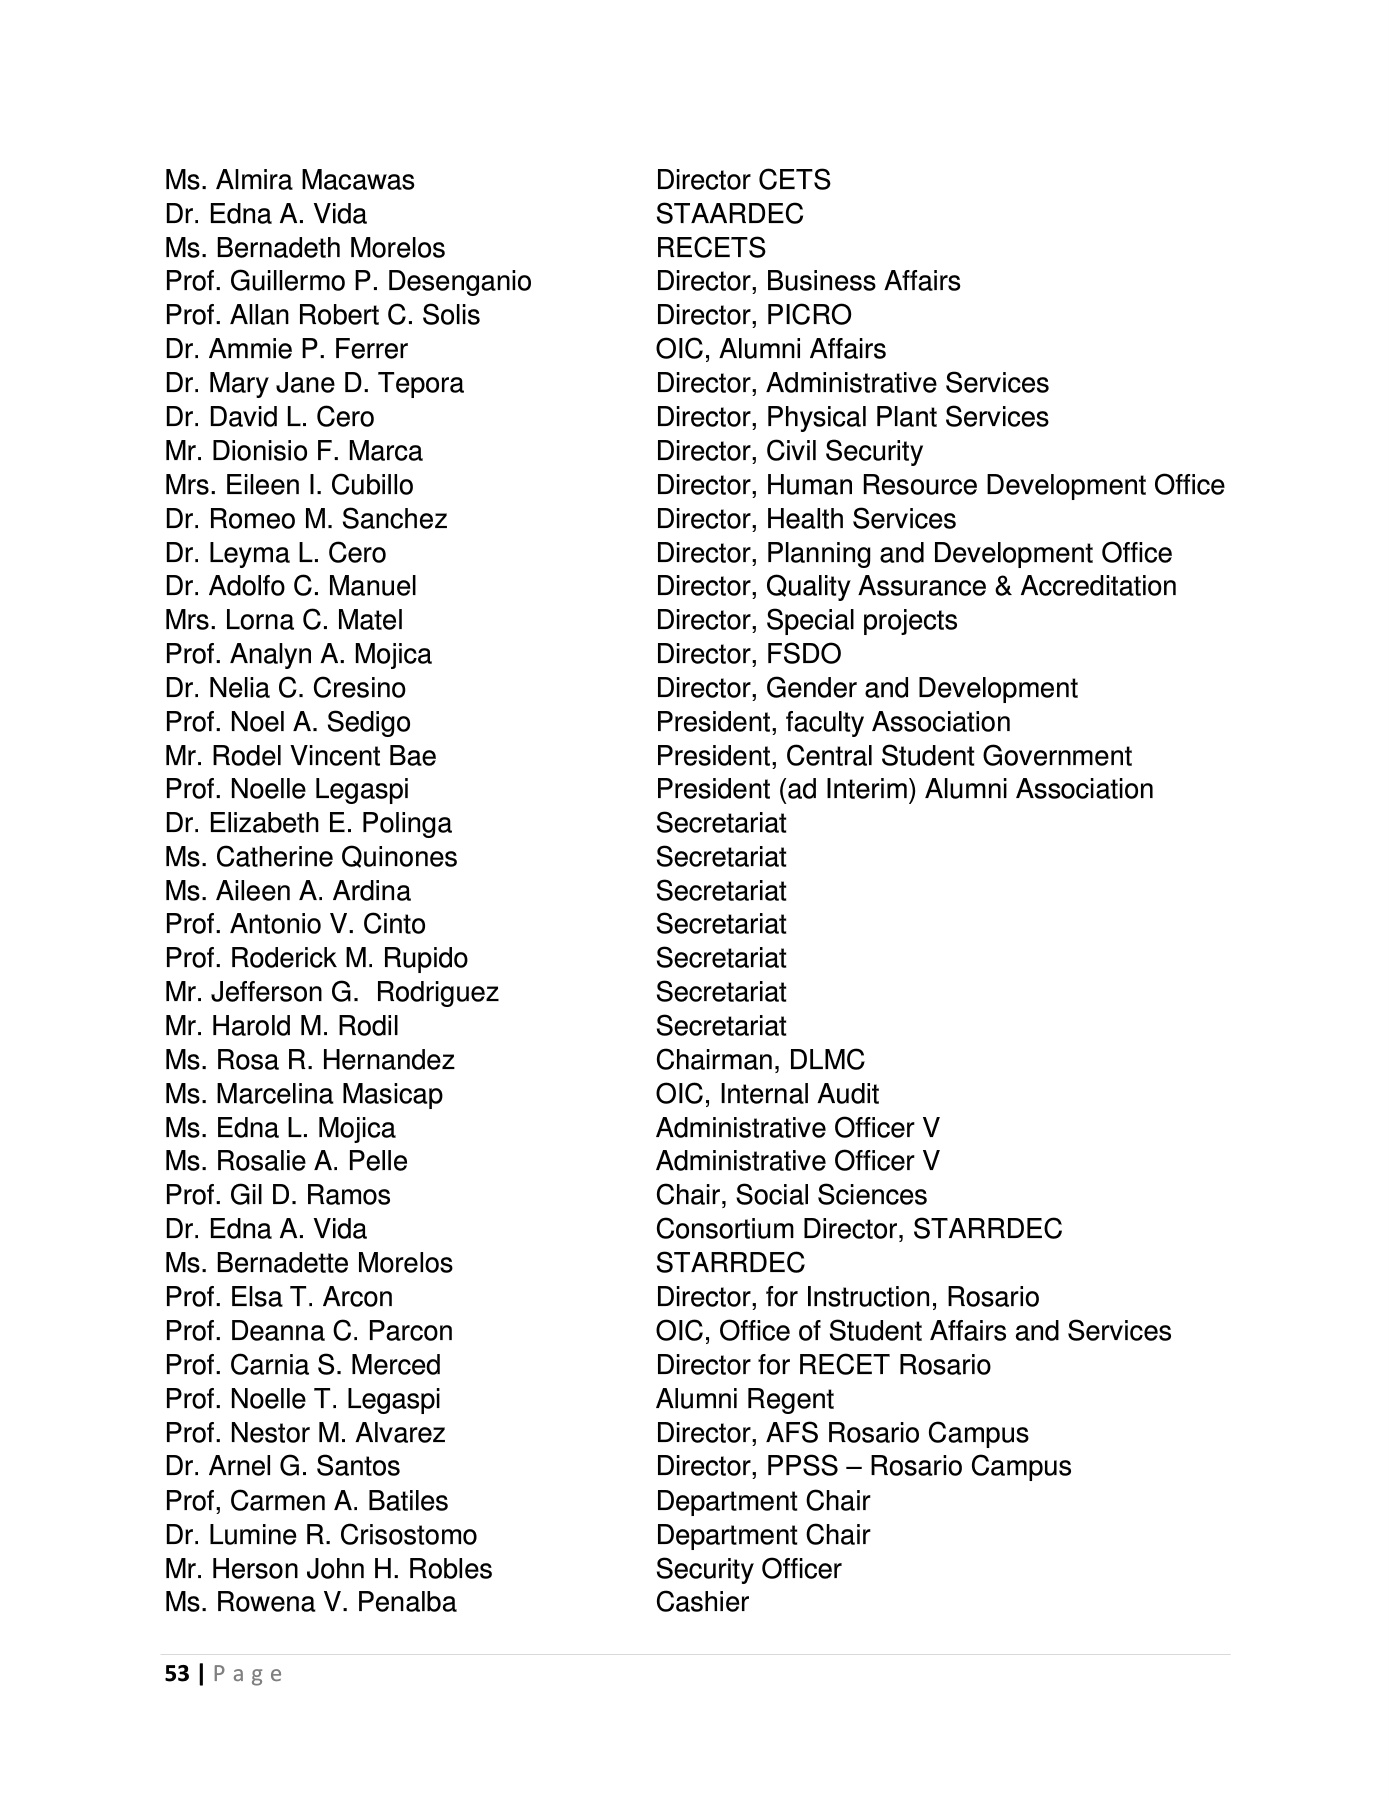 Ms. Almira Macawas Director CETS
Dr. Edna A. Vida STAARDEC
Ms. Bernadeth Morelos RECETS
Prof. Guillermo P. Desenganio Director, Business Affairs
Prof. Allan Robert C. Solis Director, PICRO
Dr. Ammie P. Ferrer OIC, Alumni Affairs
Dr. Mary Jane D. Tepora Director, Administrative Services
Dr. David L. Cero Director, Physical Plant Services
Mr. Dionisio F. Marca Director, Civil Security
Mrs. Eileen I. Cubillo Director, Human Resource Development Office
Dr. Romeo M. Sanchez Director, Health Services
Dr. Leyma L. Cero Director, Planning and Development Office
Dr. Adolfo C. Manuel Director, Quality Assurance & Accreditation
Mrs. Lorna C. Matel Director, Special projects
Prof. Analyn A. Mojica Director, FSDO
Dr. Nelia C. Cresino Director, Gender and Development
Prof. Noel A. Sedigo President, faculty Association
Mr. Rodel Vincent Bae President, Central Student Government
Prof. Noelle Legaspi President (ad Interim) Alumni Association
Dr. Elizabeth E. Polinga Secretariat
Ms. Catherine Quinones Secretariat
Ms. Aileen A. Ardina Secretariat
Prof. Antonio V. Cinto Secretariat
Prof. Roderick M. Rupido Secretariat
Mr. Jefferson G.  Rodriguez Secretariat
Mr. Harold M. Rodil Secretariat
Ms. Rosa R. Hernandez Chairman, DLMC
Ms. Marcelina Masicap OIC, Internal Audit
Ms. Edna L. Mojica Administrative Officer V
Ms. Rosalie A. Pelle Administrative Officer V
Prof. Gil D. Ramos Chair, Social Sciences
Dr. Edna A. Vida Consortium Director, STARRDEC
Ms. Bernadette Morelos STARRDEC
Prof. Elsa T. Arcon Director, for Instruction, Rosario
Prof. Deanna C. Parcon OIC, Office of Student Affairs and Services
Prof. Carnia S. Merced Director for RECET Rosario
Prof. Noelle T. Legaspi Alumni Regent
Prof. Nestor M. Alvarez Director, AFS Rosario Campus
Dr. Arnel G. Santos Director, PPSS – Rosario Campus
Prof, Carmen A. Batiles Department Chair
Dr. Lumine R. Crisostomo Department Chair
Mr. Herson John H. Robles Security Officer
Ms. Rowena V. Penalba Cashier
53 | Page